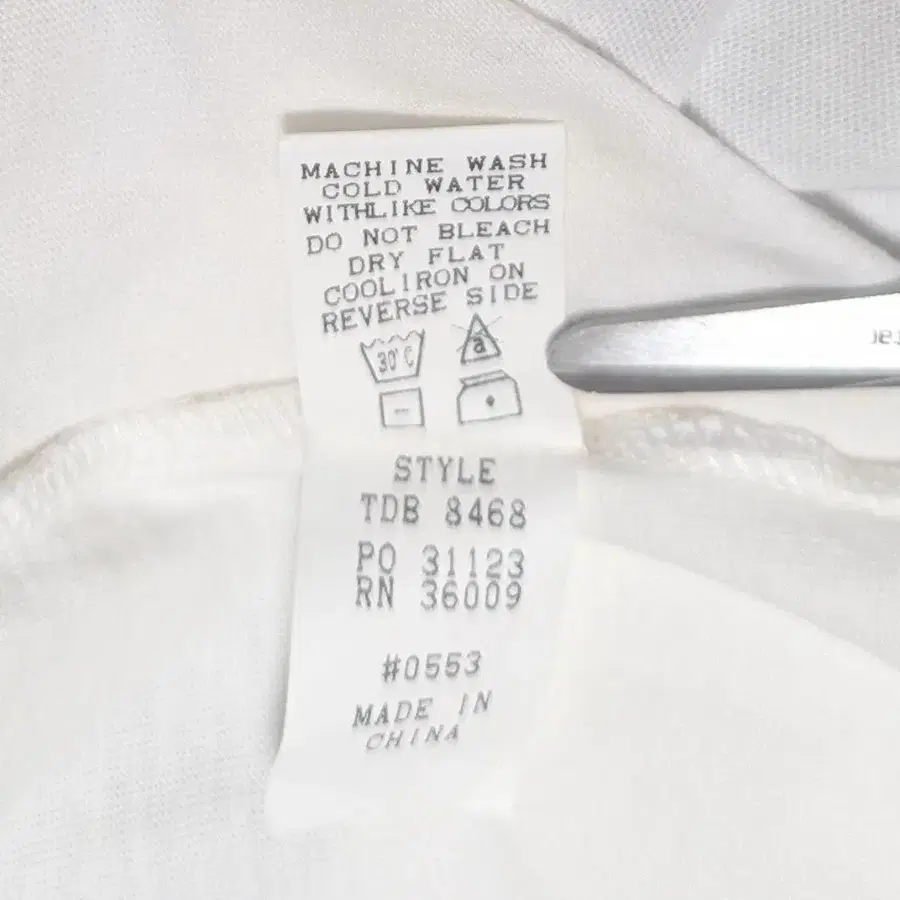 MACHINE WASH
COLD WATER
WITHLIKE COLORS
DO NOT BLEACH
DRY FLAT
COOLIRON ON
REVERSE SIDE
30°C
a
STYLE
TDB 8468
PO 31123
RN 36009
#0553
MADE IN
CHINA